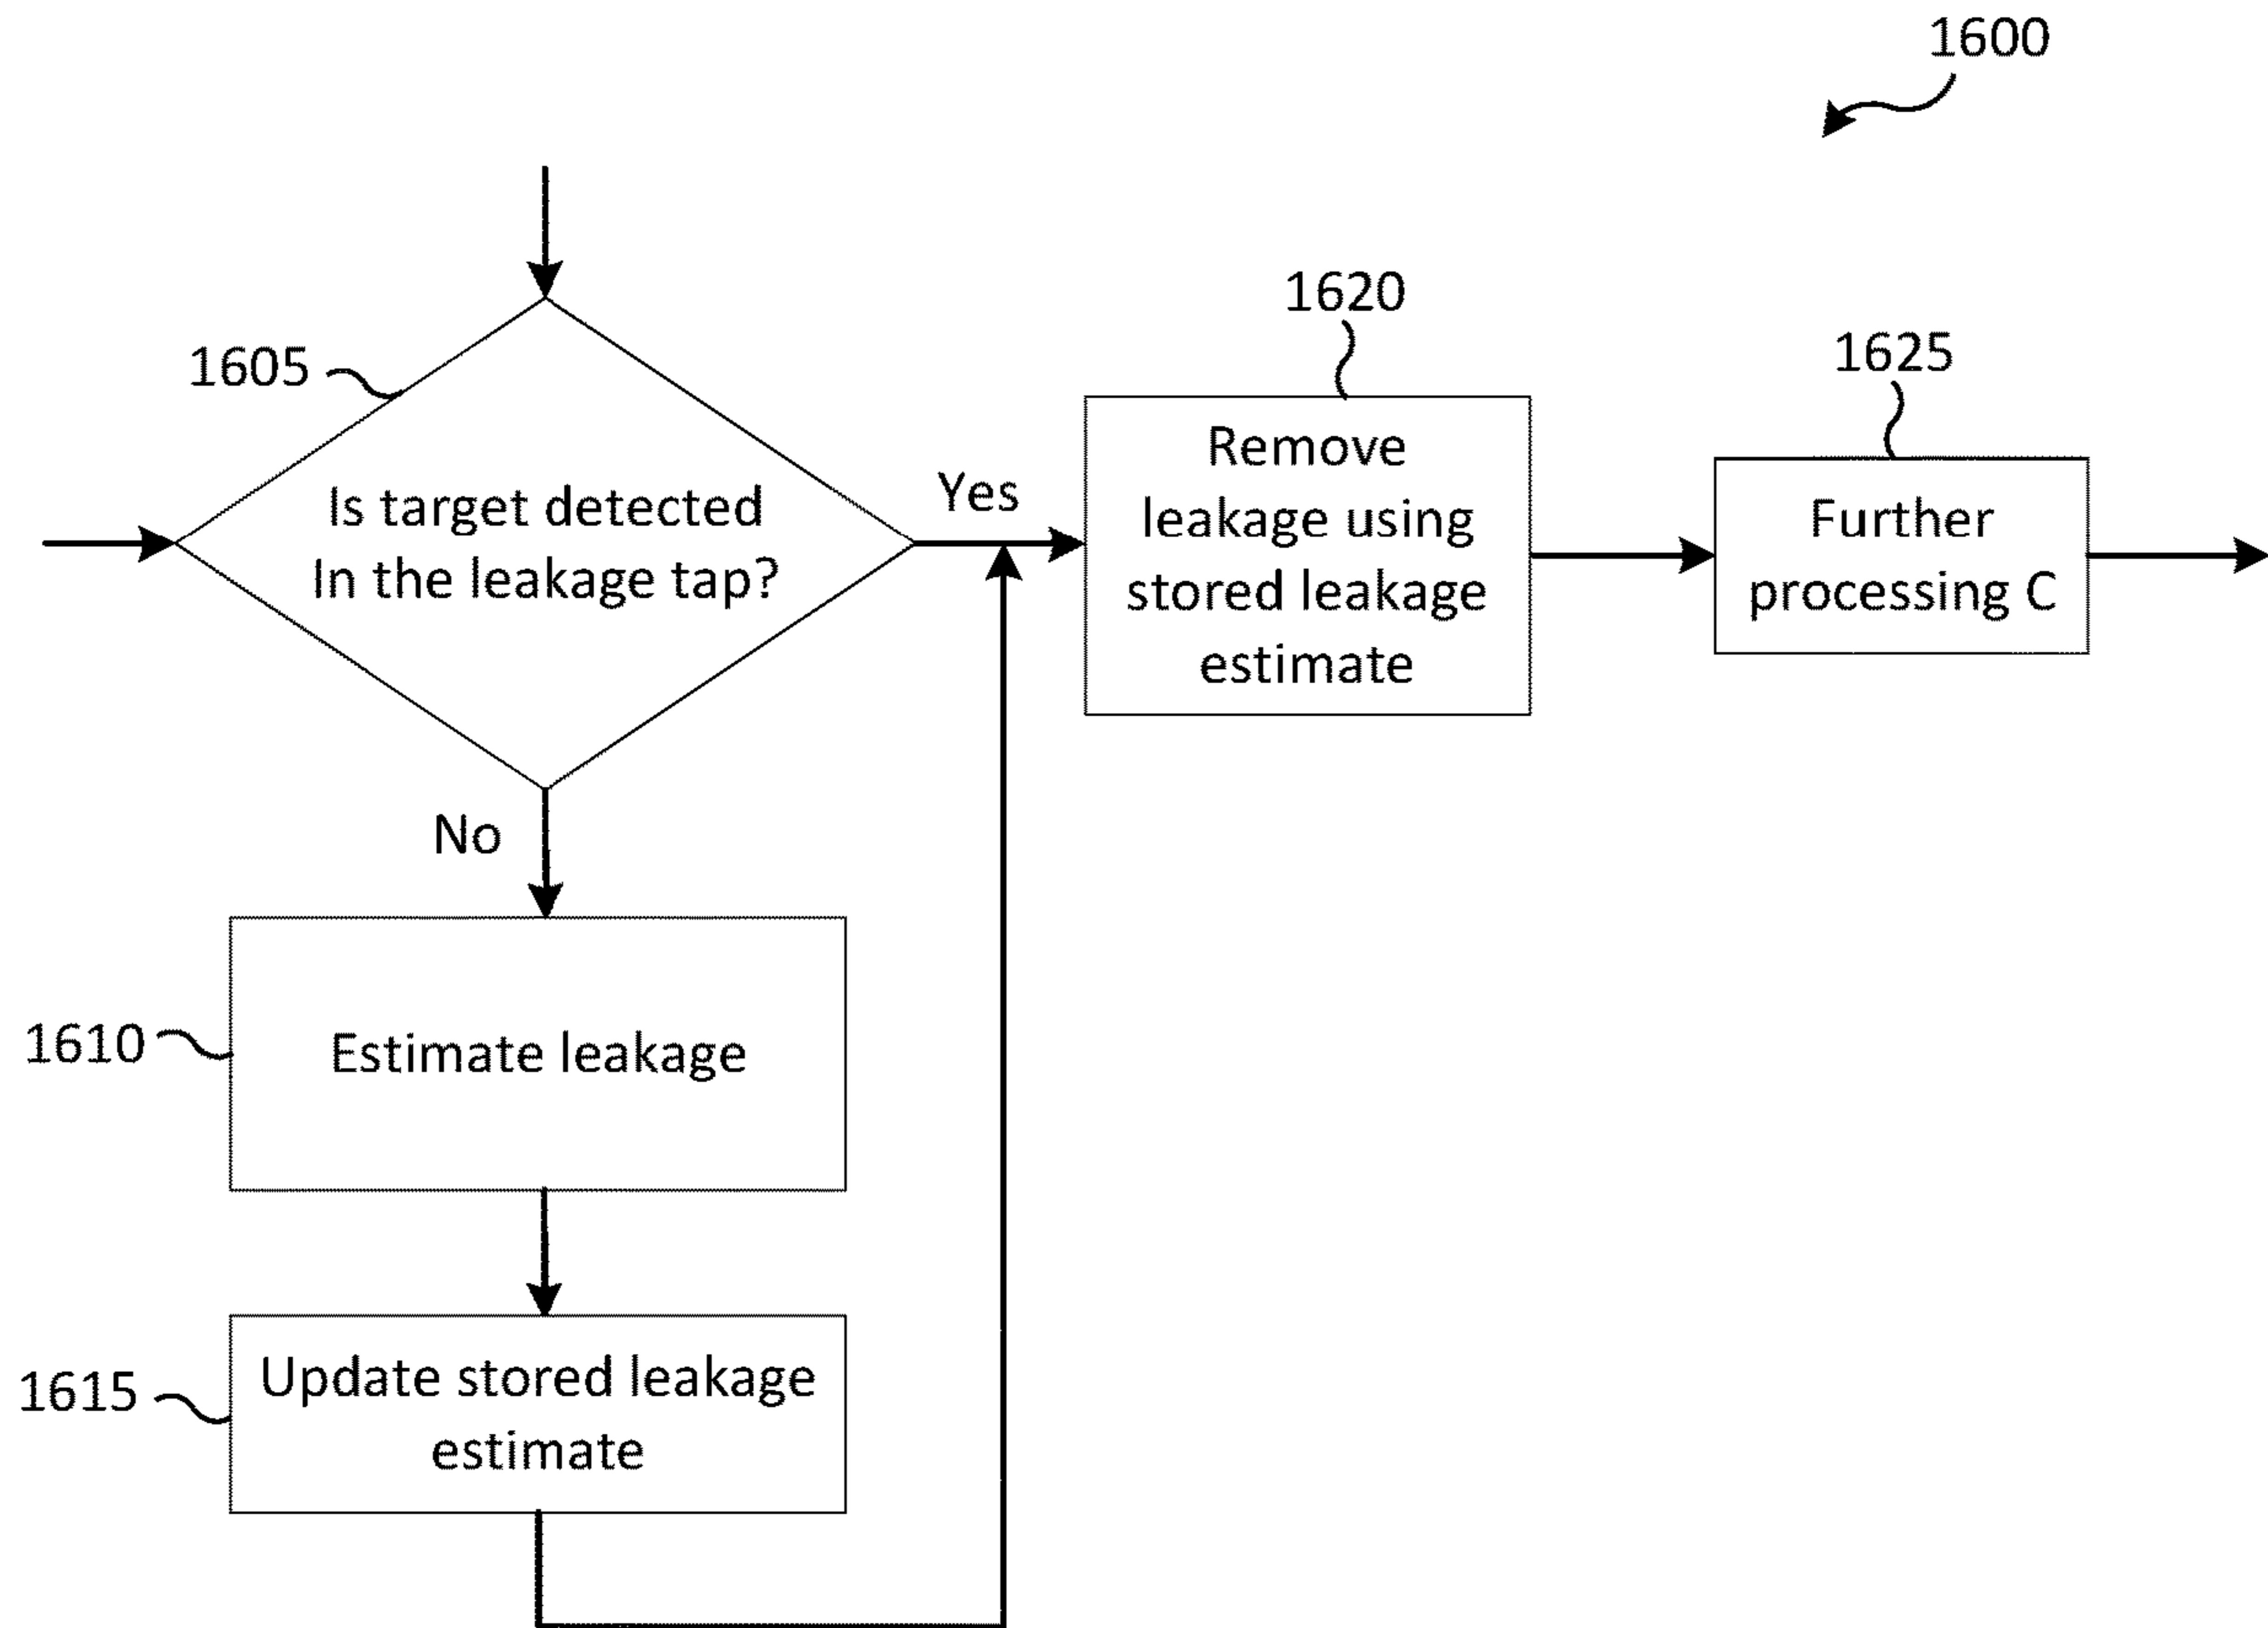 1600
1605
Is target detected
In the leakage tap?
Yes
No
1620
Remove
leakage using
stored leakage
estimate
1625
Further
processing C
1610
Estimate leakage
1615
Update stored leakage
estimate